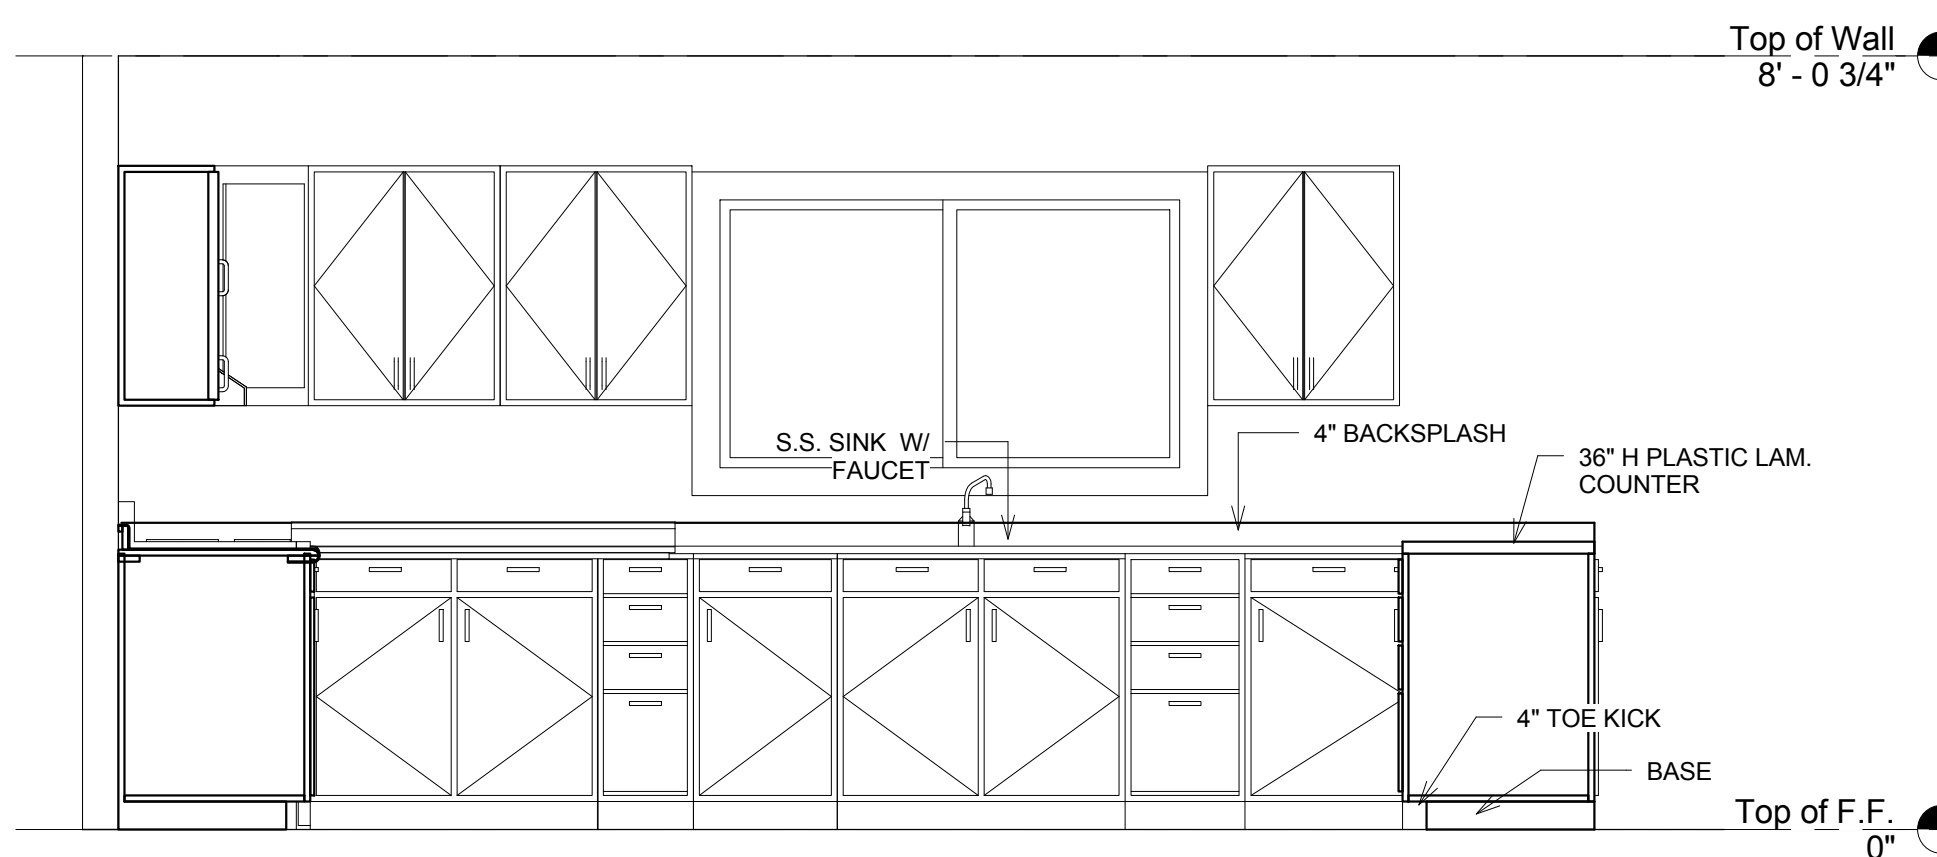 Top of Wall
8' - 0 3/4"
S.S. SINK W/
FAUCET
4" BACKSPLASH
36" H PLASTIC LAM.
COUNTER
4" TOE KICK
BASE
Top of F.F.
0"